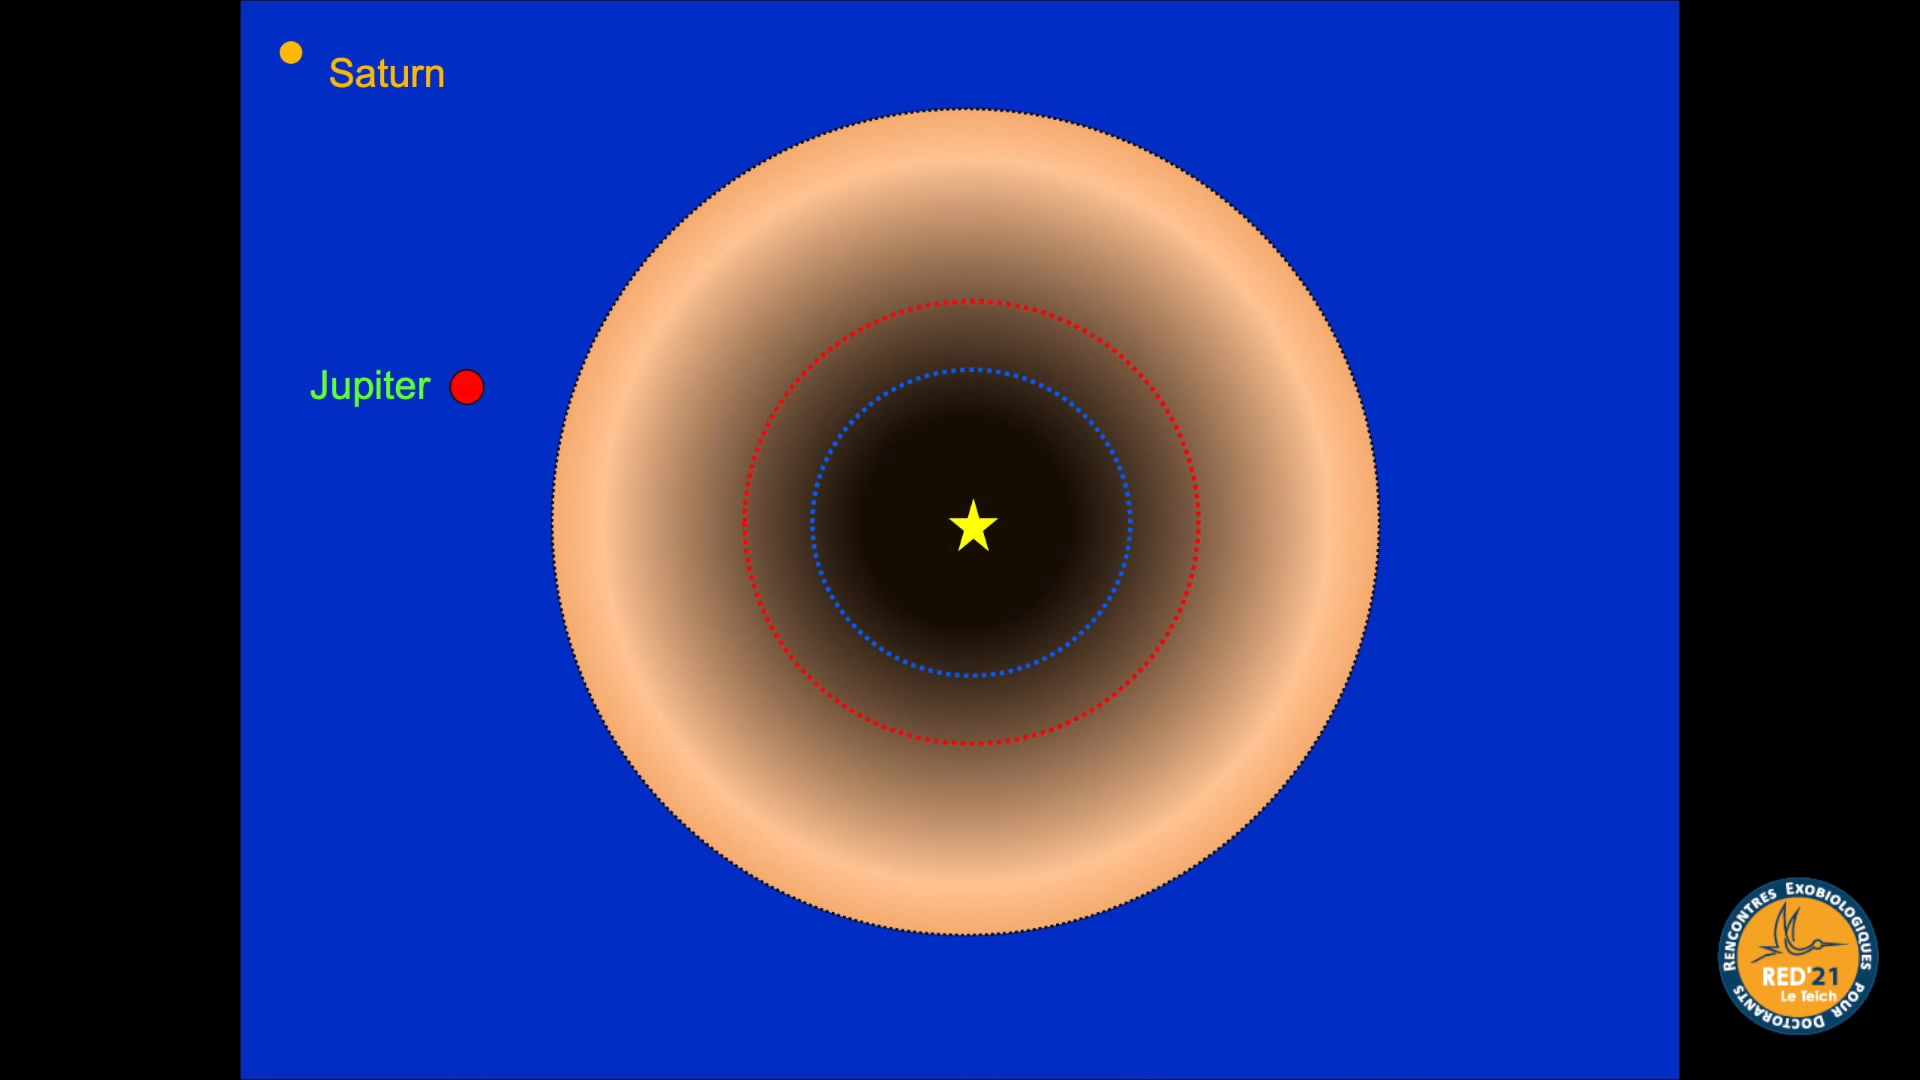 Saturn
Jupiter
RENCONTRES EXOBIOLOGIQUES POUR DOCTORANTS
RED'21
Le Teich